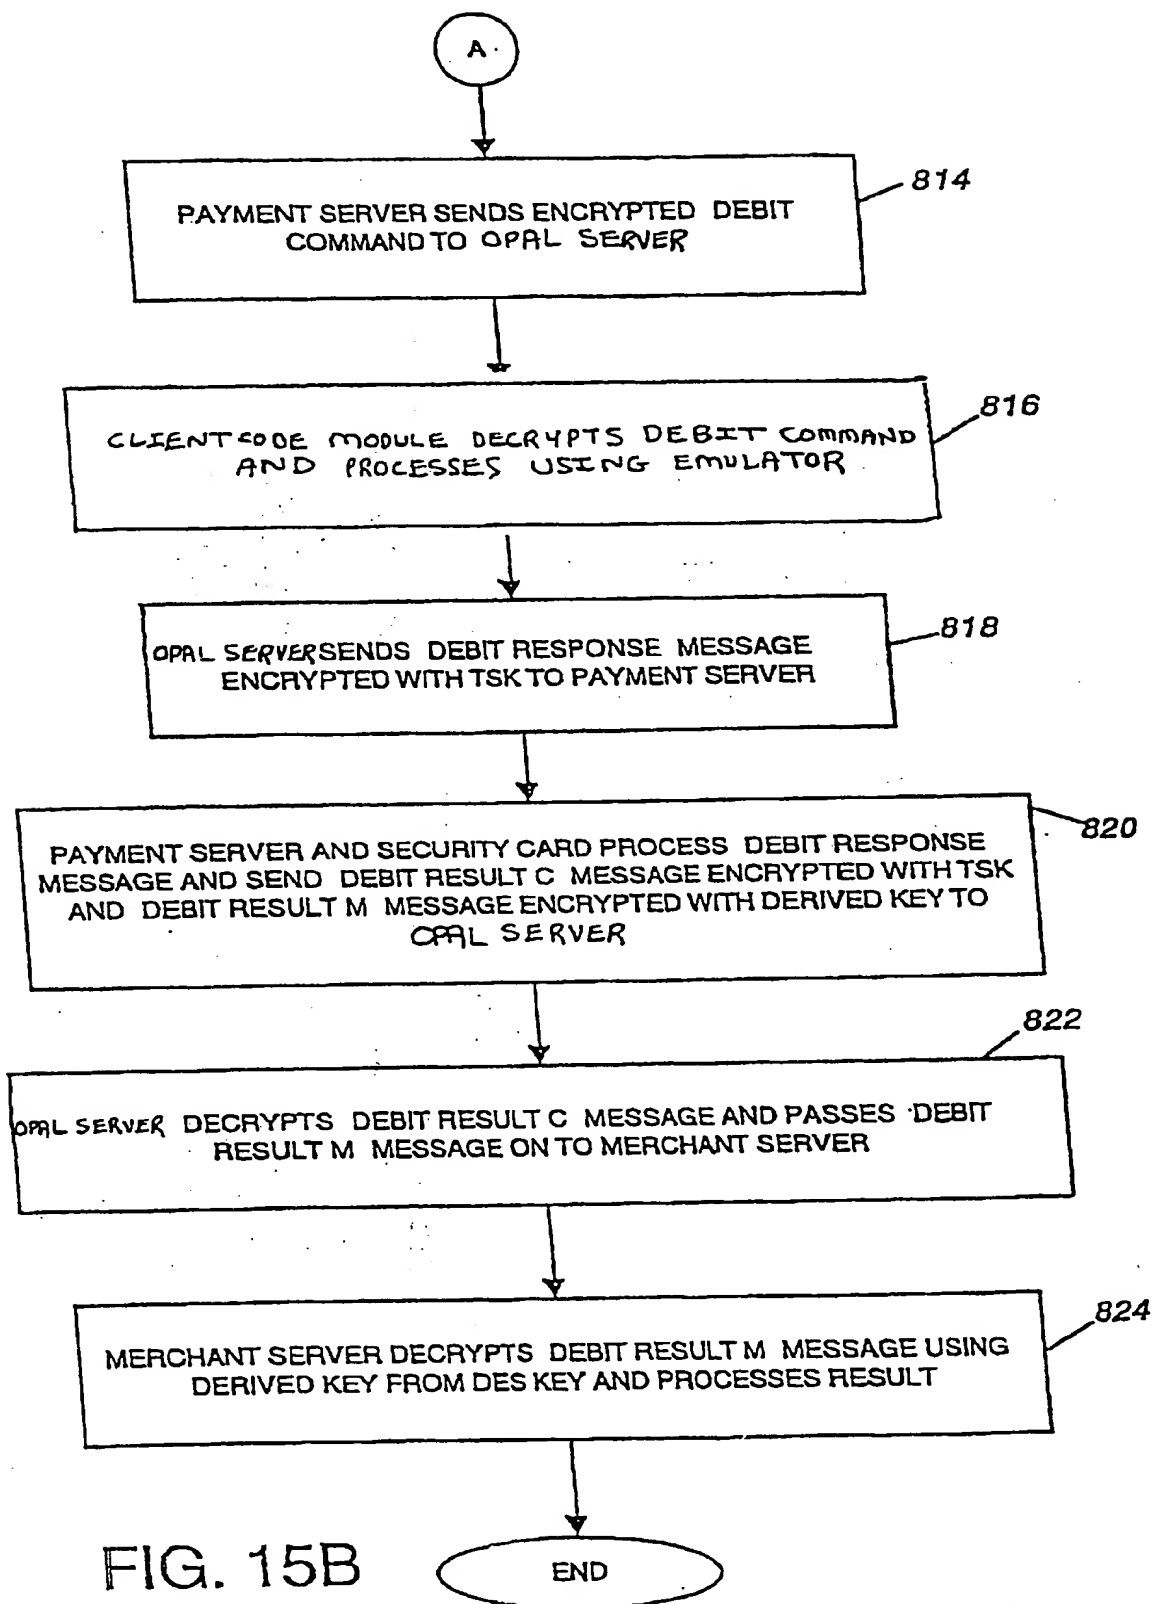 A
PAYMENT SERVER SENDS ENCRYPTED DEBIT
COMMAND TO OPAL SERVER
814
CLIENT CODE MODULE DECRYPTS DEBIT COMMAND
AND PROCESSES USING EMULATOR
816
OPAL SERVER SENDS DEBIT RESPONSE MESSAGE
ENCRYPTED WITH TSK TO PAYMENT SERVER
818
PAYMENT SERVER AND SECURITY CARD PROCESS DEBIT RESPONSE
MESSAGE AND SEND DEBIT RESULT C MESSAGE ENCRYPTED WITH TSK
AND DEBIT RESULT M MESSAGE ENCRYPTED WITH DERIVED KEY TO
OPAL SERVER
820
822
OPAL SERVER DECRYPTS DEBIT RESULT C MESSAGE AND PASSES DEBIT
RESULT M MESSAGE ON TO MERCHANT SERVER
824
MERCHANT SERVER DECRYPTS DEBIT RESULT M MESSAGE USING
DERIVED KEY FROM DES KEY AND PROCESSES RESULT
FIG. 15B
END